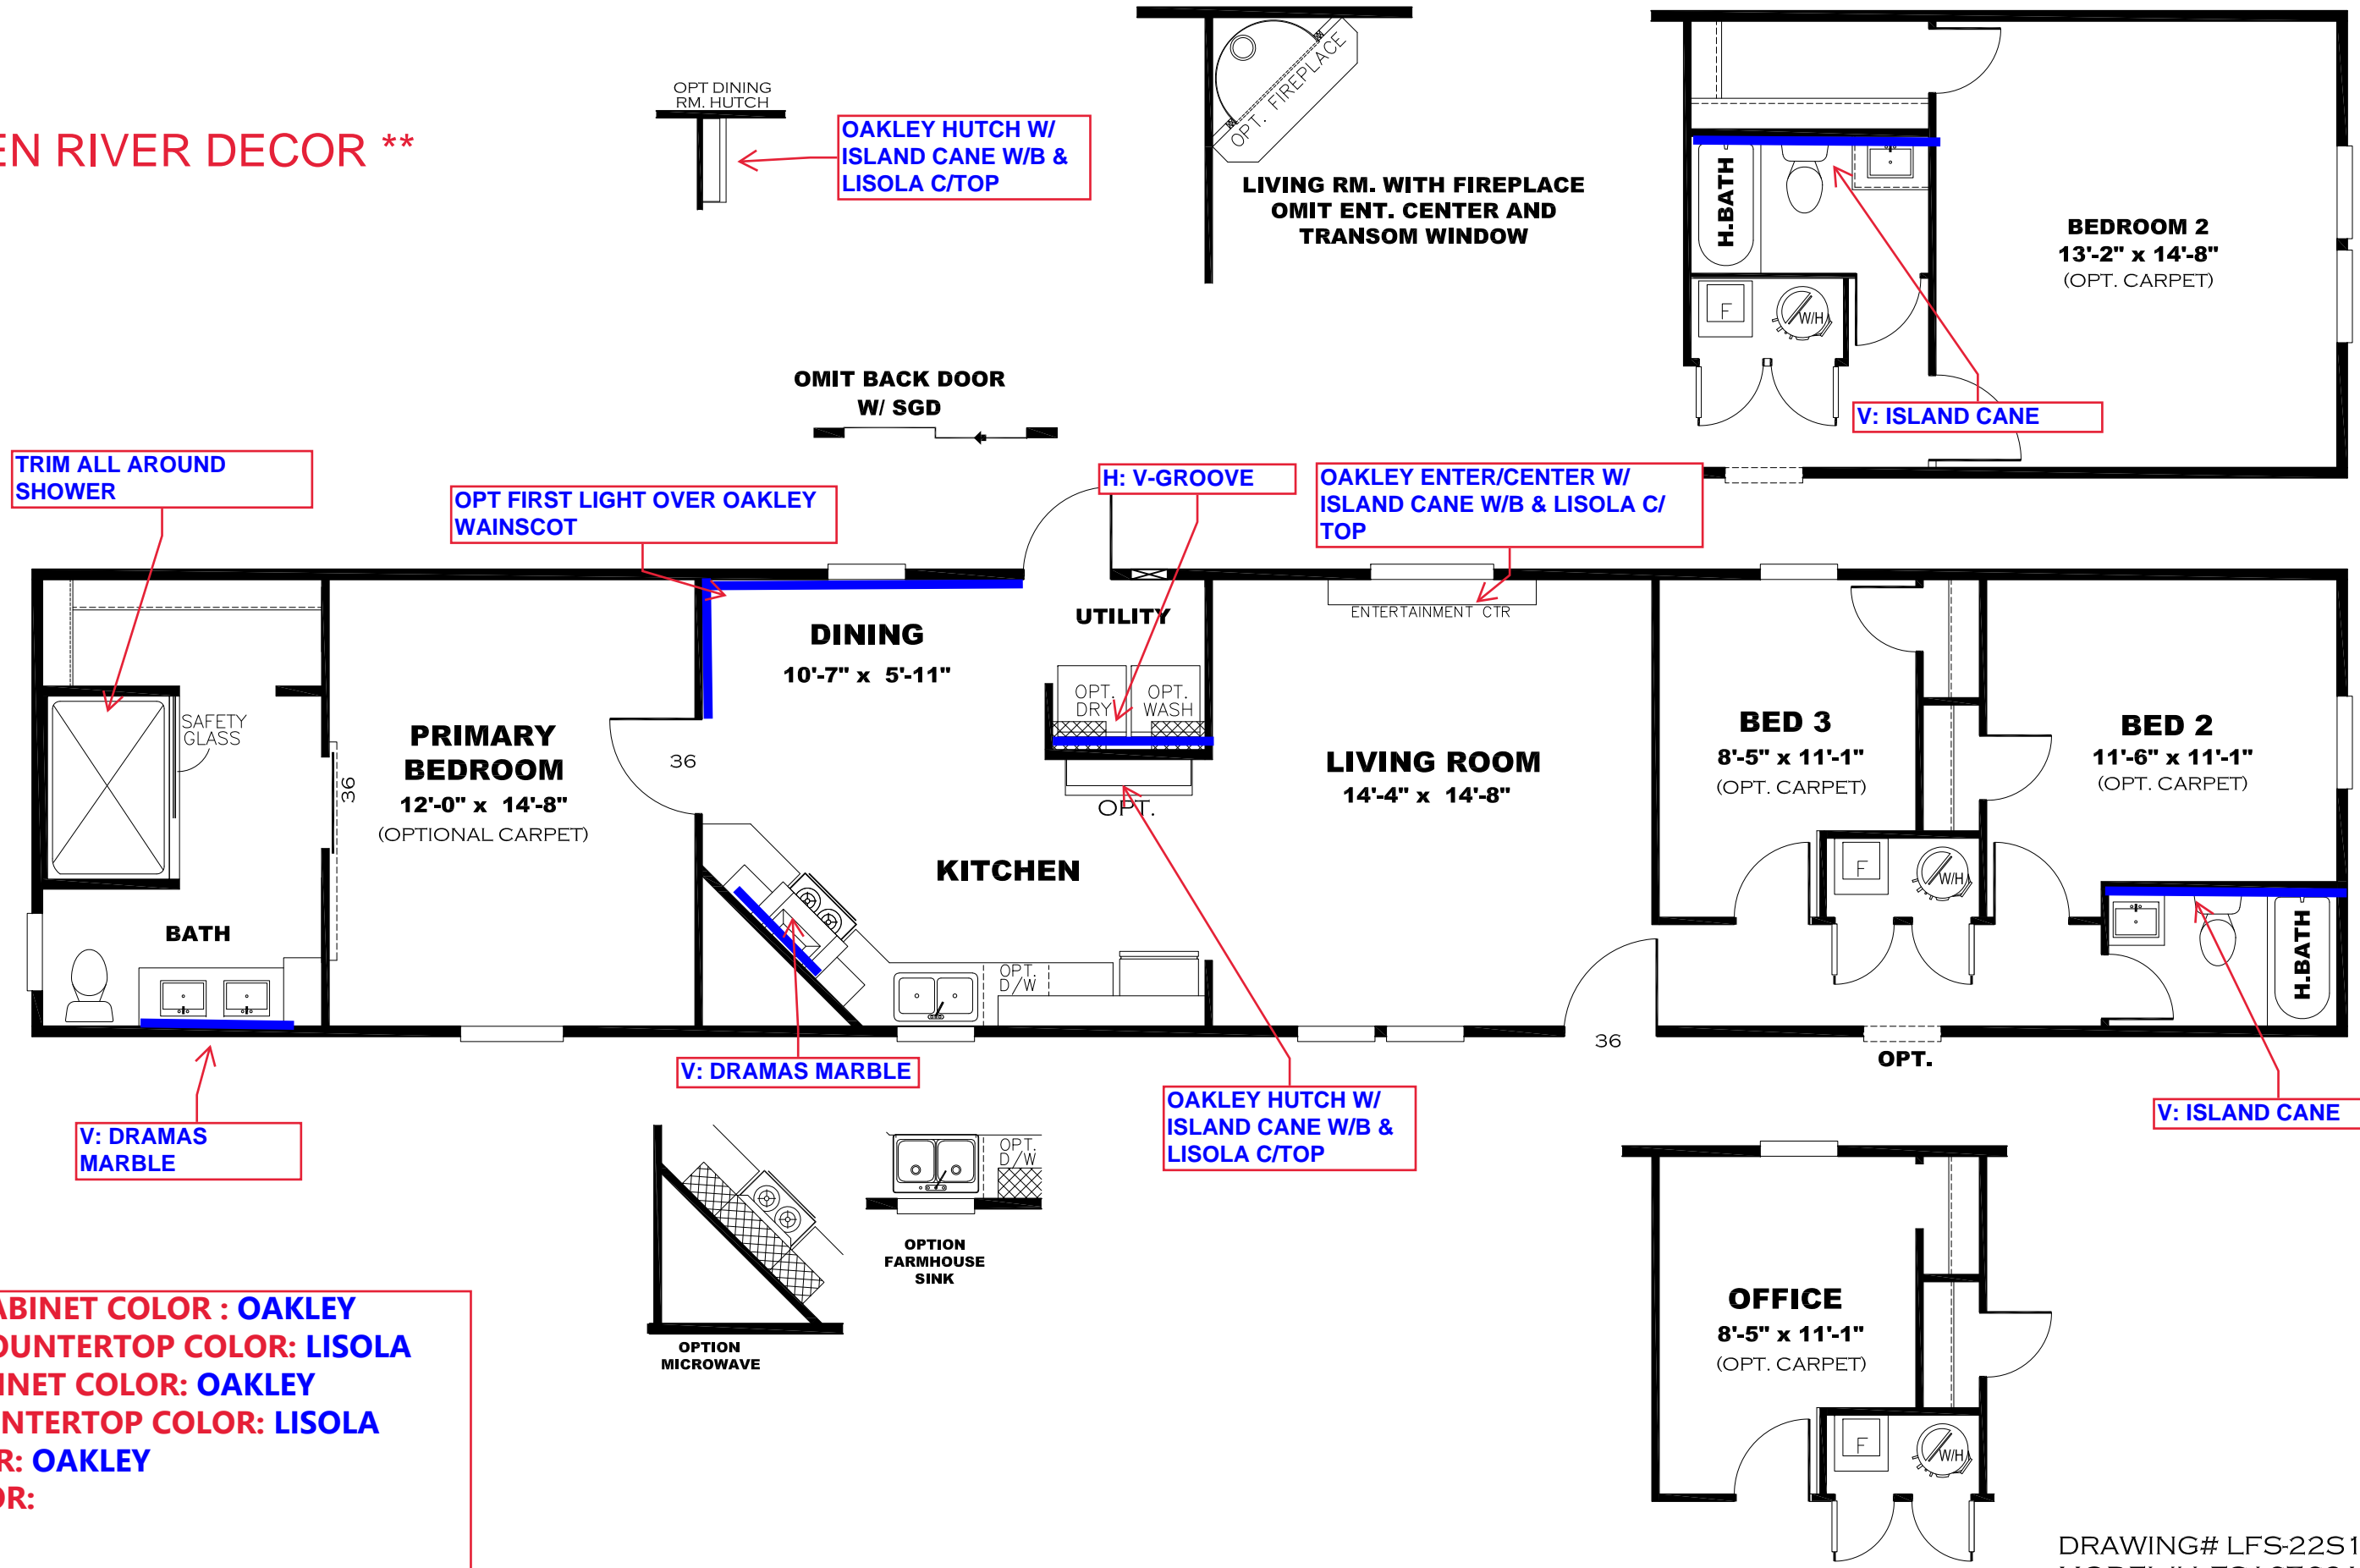 EN RIVER DECOR **
OPT DINING
RM. HUTCH
OAKLEY HUTCH W/
ISLAND CANE W/B &
LISOLA C/TOP
OPT. FIREPLACE
LIVING RM. WITH FIREPLACE
OMIT ENT. CENTER AND
TRANSOM WINDOW
H.BATH
F
W/H
BEDROOM 2
13'-2" x 14'-8"
(OPT. CARPET)
V: ISLAND CANE
OMIT BACK DOOR
W/ SGD
TRIM ALL AROUND
SHOWER
OPT FIRST LIGHT OVER OAKLEY
WAINSCOT
H: V-GROOVE
OAKLEY ENTER/CENTER W/
ISLAND CANE W/B & LISOLA C/
TOP
SAFETY
GLASS
36
BATH
PRIMARY
BEDROOM
12'-0" x 14'-8"
(OPTIONAL CARPET)
36
DINING
10'-7" x 5'-11"
UTILITY
OPT.
DRY
OPT.
WASH
OPT.
KITCHEN
OPT.
D/W
ENTERTAINMENT CTR
LIVING ROOM
14'-4" x 14'-8"
36
BED 3
8'-5" x 11'-1"
(OPT. CARPET)
F
W/H
BED 2
11'-6" x 11'-1"
(OPT. CARPET)
H.BATH
OPT.
V: DRAMAS
MARBLE
V: DRAMAS MARBLE
OAKLEY HUTCH W/
ISLAND CANE W/B &
LISOLA C/TOP
V: ISLAND CANE
OPTION
MICROWAVE
OPT.
D/W
OPTION
FARMHOUSE
SINK
OFFICE
8'-5" x 11'-1"
(OPT. CARPET)
F
W/H
ABINET COLOR : OAKLEY
OUNTERTOP COLOR: LISOLA
INET COLOR: OAKLEY
NTERTOP COLOR: LISOLA
R: OAKLEY
OR:
DRAWING# LFS-22S1